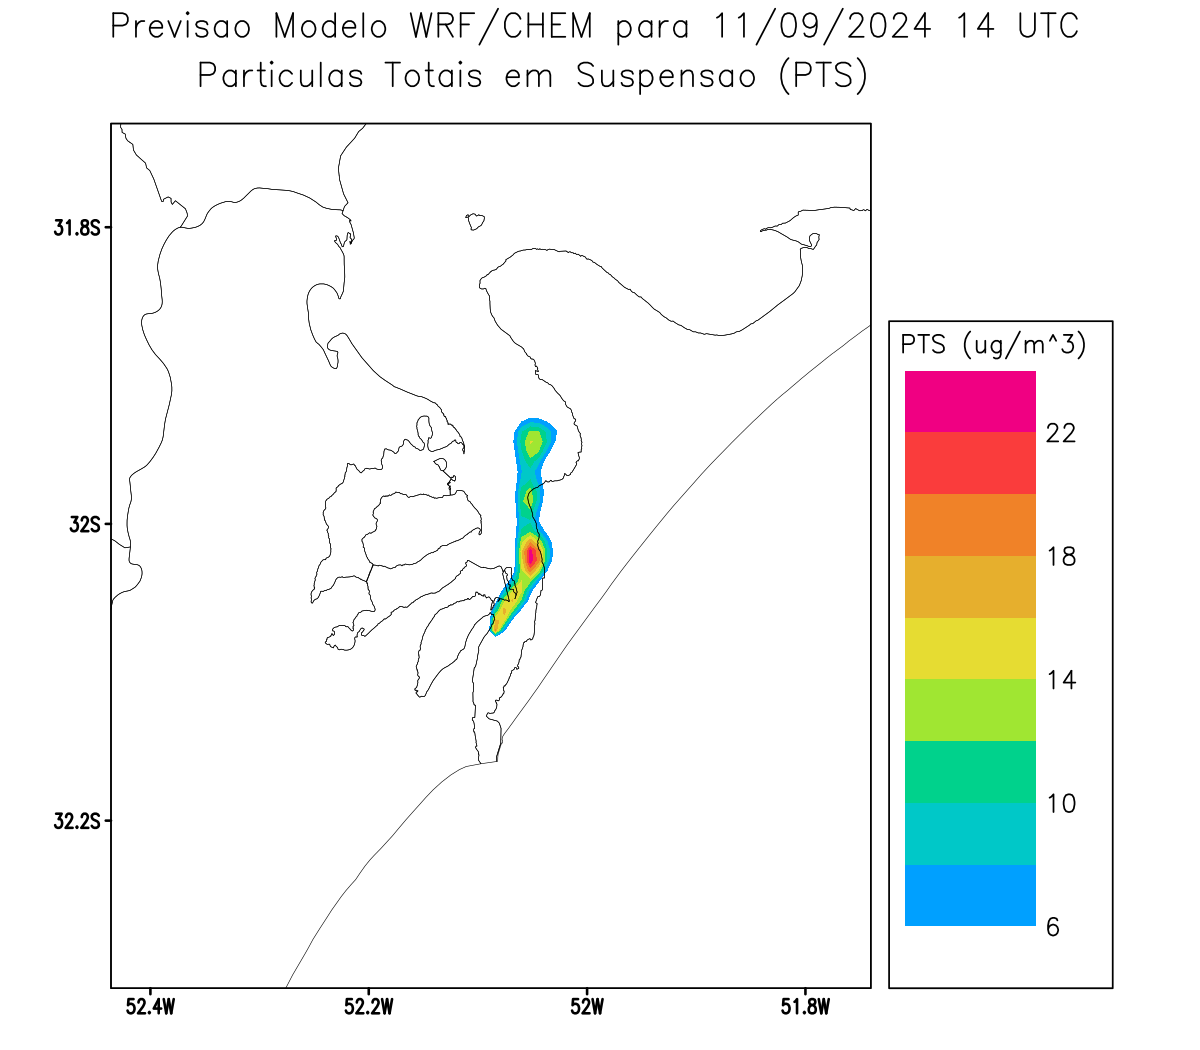 Previsao Modelo WRF/CHEM para 11/09/2024 14 UTC
Particulas Totais em Suspensao (PTS)
31.8S
32S
32.2S
52.4W
52.2W
52W
51.8W
PTS (ug/m^3)
22
18
14
10
6